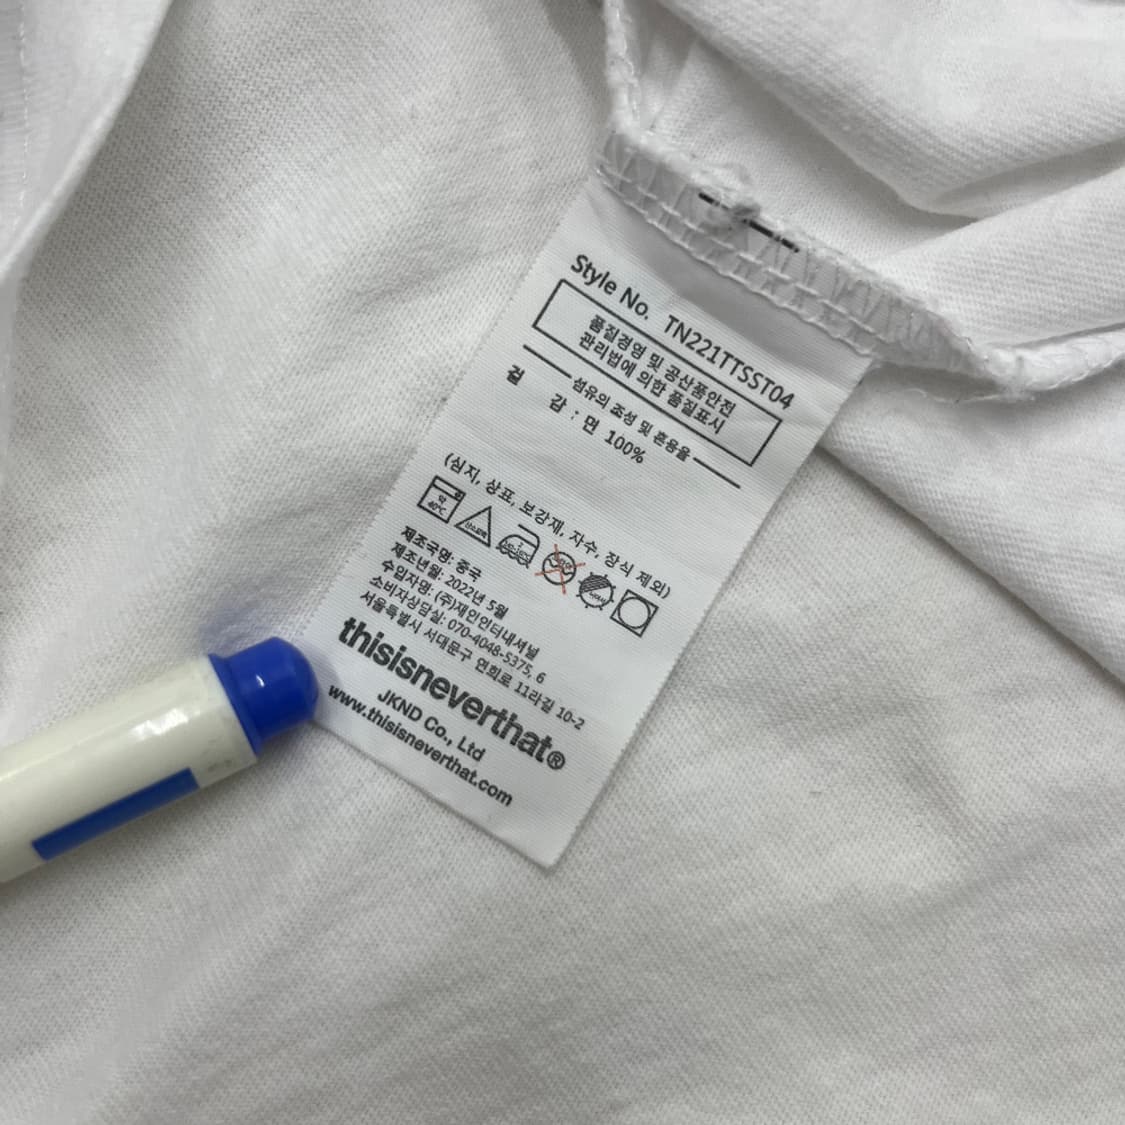 Style No. TN221TTSST04
품질경영 및 공산품안전
관리법에 의한 품질표시
섬유의 조성 및 혼용율
겉 감 : 면 100%
(심지, 상표, 보강재, 자수, 장식 제외)
약 40℃
제조국명: 중국
제조년월: 2022년 5월
수입자명: (주)재인인터내셔널
소비자상담실: 070-4048-5375, 6
서울특별시 서대문구 연희로 11라길 10-2
thisisneverthat®
JKND Co., Ltd
www.thisisneverthat.com